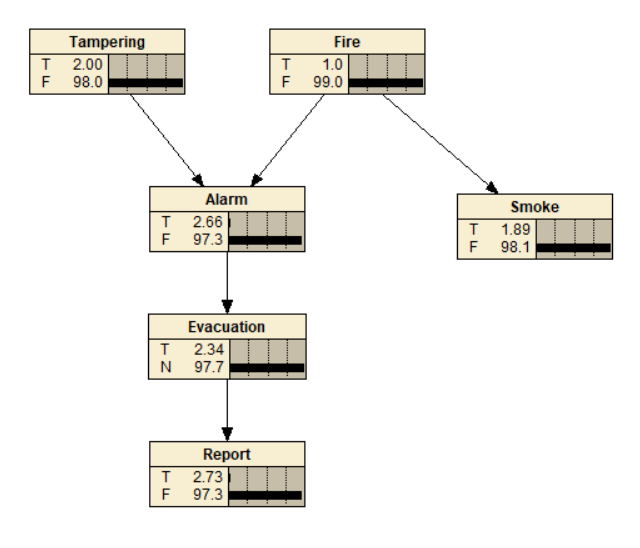 Tampering
T 2.00
F 98.0
Fire
T 1.0
F 99.0
Alarm
T 2.66
F 97.3
Smoke
T 1.89
F 98.1
Evacuation
T 2.34
N 97.7
Report
T 2.73
F 97.3